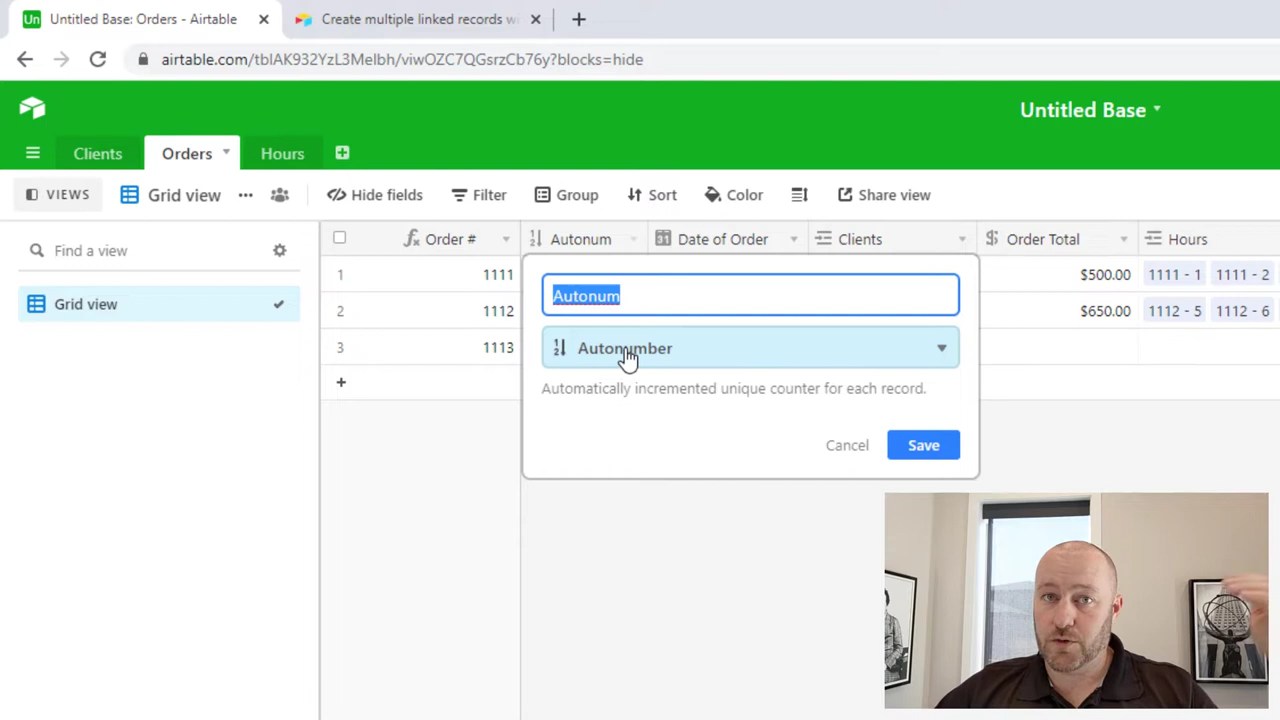 Un Untitled Base: Orders - Airtable
Create multiple linked records wi
airtable.com/tblAK932YzL3Melbh/viwOZC7QGsrzCb76y?blocks=hide
Untitled Base
Clients Orders Hours
VIEWS Grid view Hide fields Filter Group Sort Color Share view
Find a view
Order # Autonum Date of Order Clients Order Total Hours
Grid view
1 1111 $500.00 1111 - 1 1111 - 2
2 1112 $650.00 1112 - 5 1112 - 6
3 1113
Autonum
Autonumber
Automatically incremented unique counter for each record.
Cancel Save